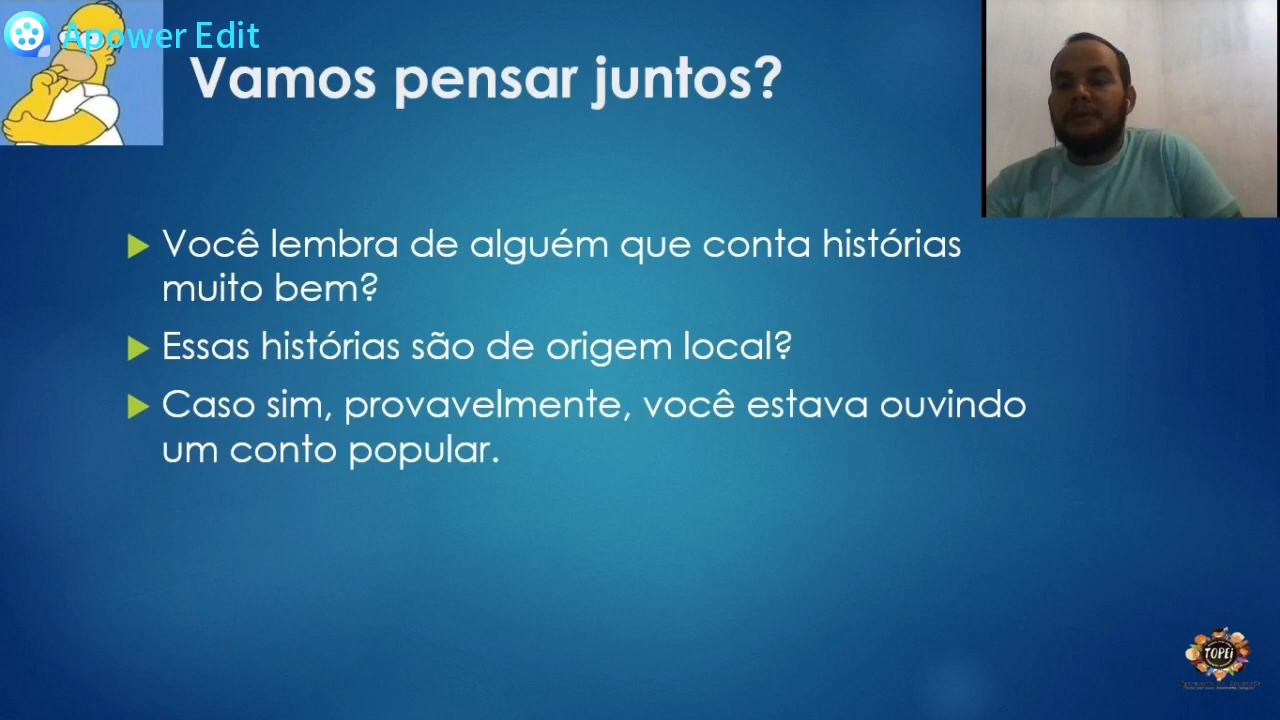 Apower Edit
Vamos pensar juntos?
Você lembra de alguém que conta histórias
muito bem?
Essas histórias são de origem local?
Caso sim, provavelmente, você estava ouvindo
um conto popular.
TOPEi